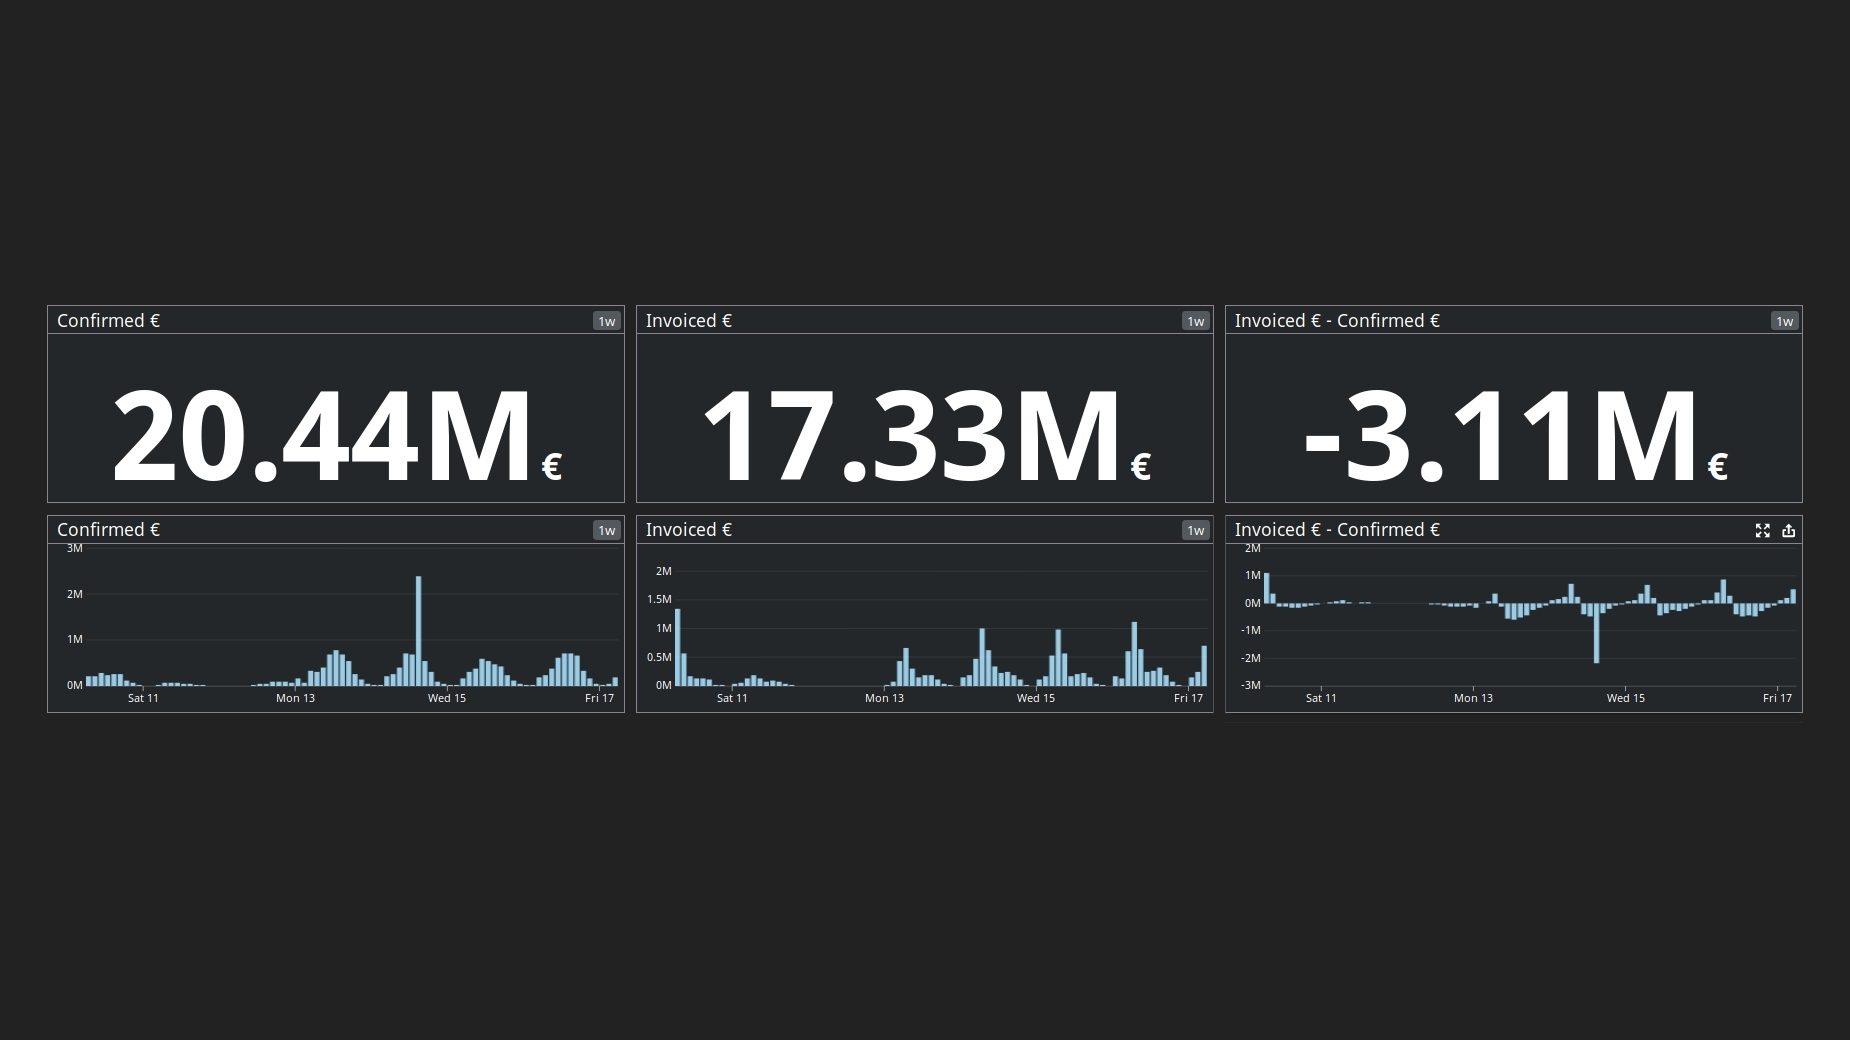 Confirmed € 1w
20.44M€
Invoiced € 1w
17.33M€
Invoiced € - Confirmed € 1w
-3.11M€
Confirmed € 1w
3M
2M
1M
0M
Sat 11 Mon 13 Wed 15 Fri 17
Invoiced € 1w
2M
1.5M
1M
0.5M
0M
Sat 11 Mon 13 Wed 15 Fri 17
Invoiced € - Confirmed €
2M
1M
0M
-1M
-2M
-3M
Sat 11 Mon 13 Wed 15 Fri 17